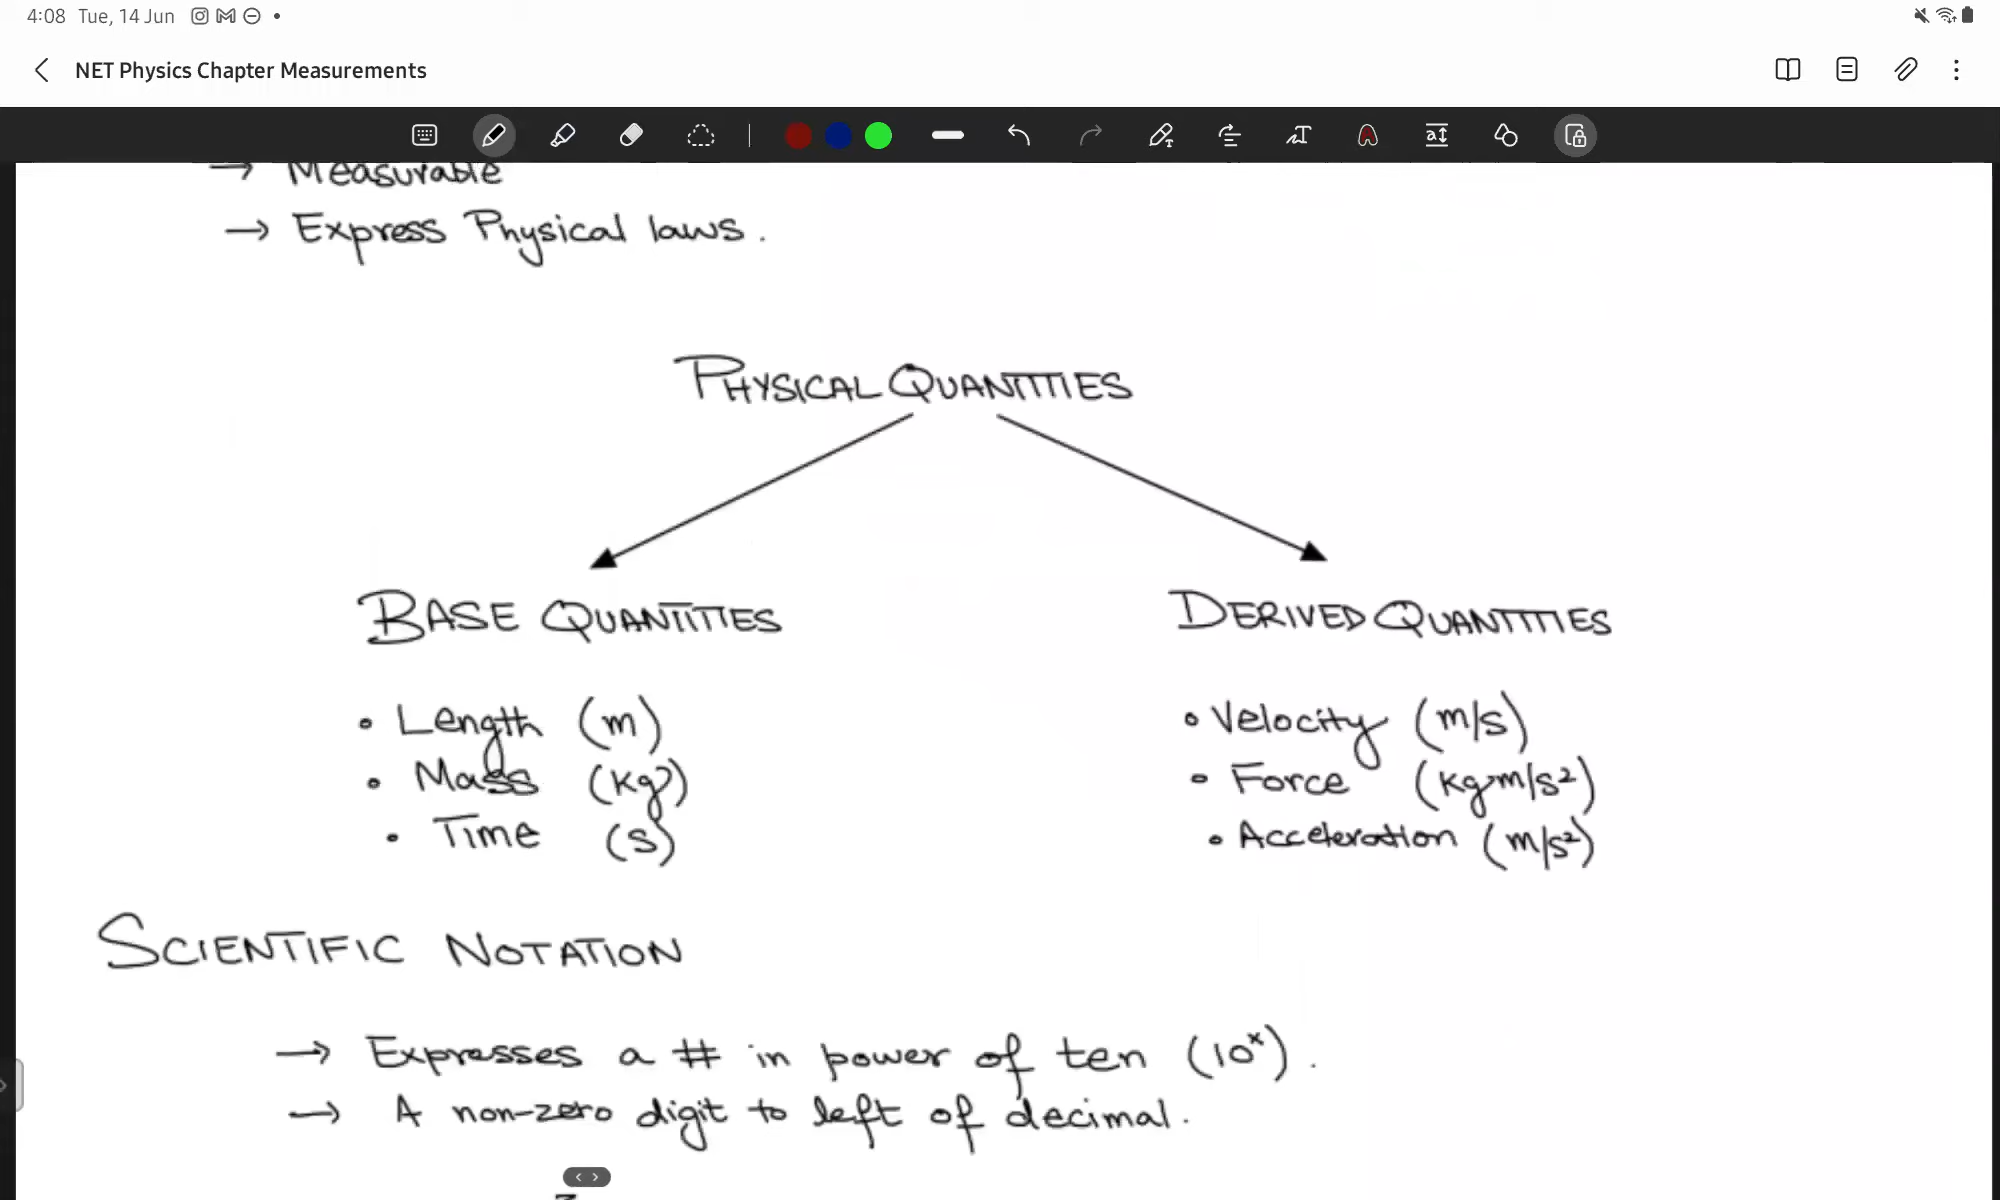 4:08 Tue, 14 Jun
NET Physics Chapter Measurements
→ Measurable
→ Express Physical laws.
PHYSICAL QUANTITIES
BASE QUANTITIES
• Length (m)
• Mass (kg)
• Time (s)
DERIVED QUANTITIES
• Velocity (m/s)
• Force (kgm/s²)
• Acceleration (m/s²)
SCIENTIFIC NOTATION
→ Expresses a # in power of ten (10ˣ).
→ A non-zero digit to left of decimal.